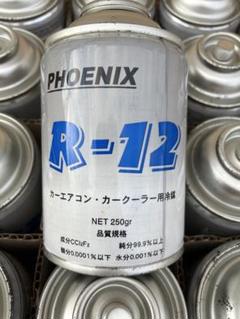 PHOENIX
R-12
カーエアコン・カークーラー用冷媒
NET 250gr
品質規格
成分CCl₂F₂ 純分99.9%以上
酸分0.0001%以下 水分0.001%以下